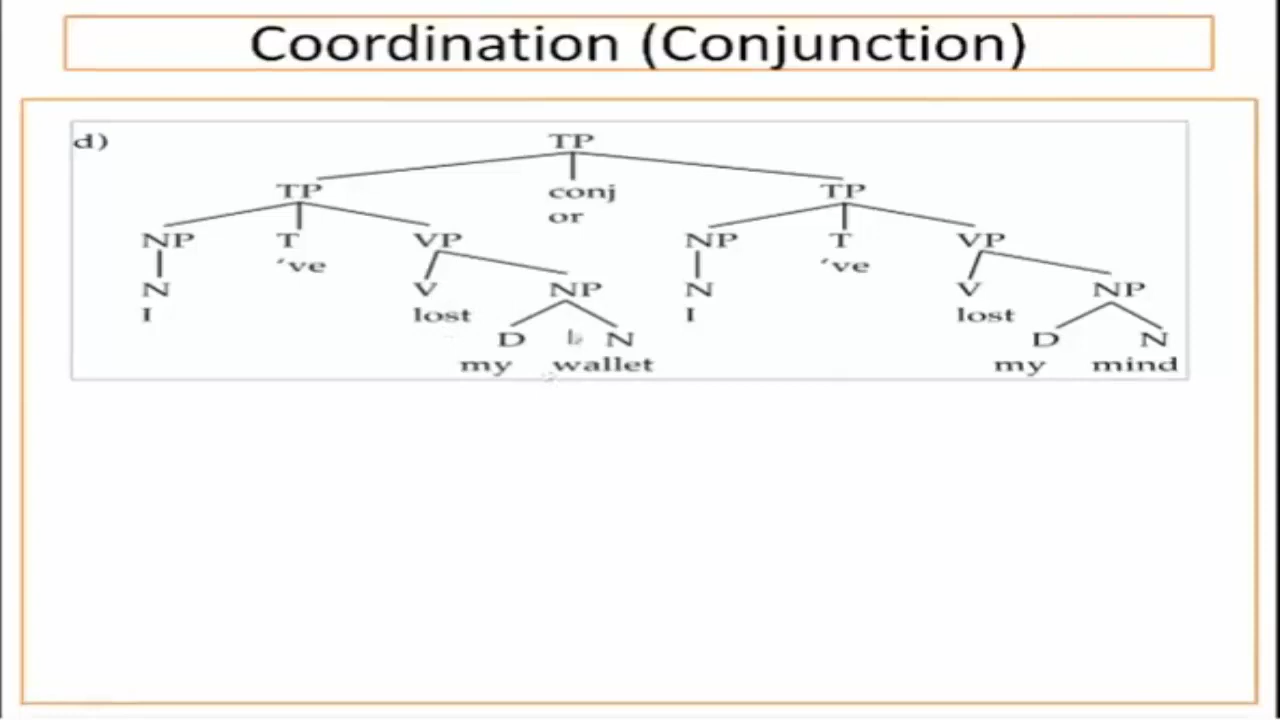 Coordination (Conjunction)
d) TP
TP conj TP
or
NP T VP NP T VP
‘ve ‘ve
N V NP N V NP
I lost I lost
D N D N
my wallet my mind